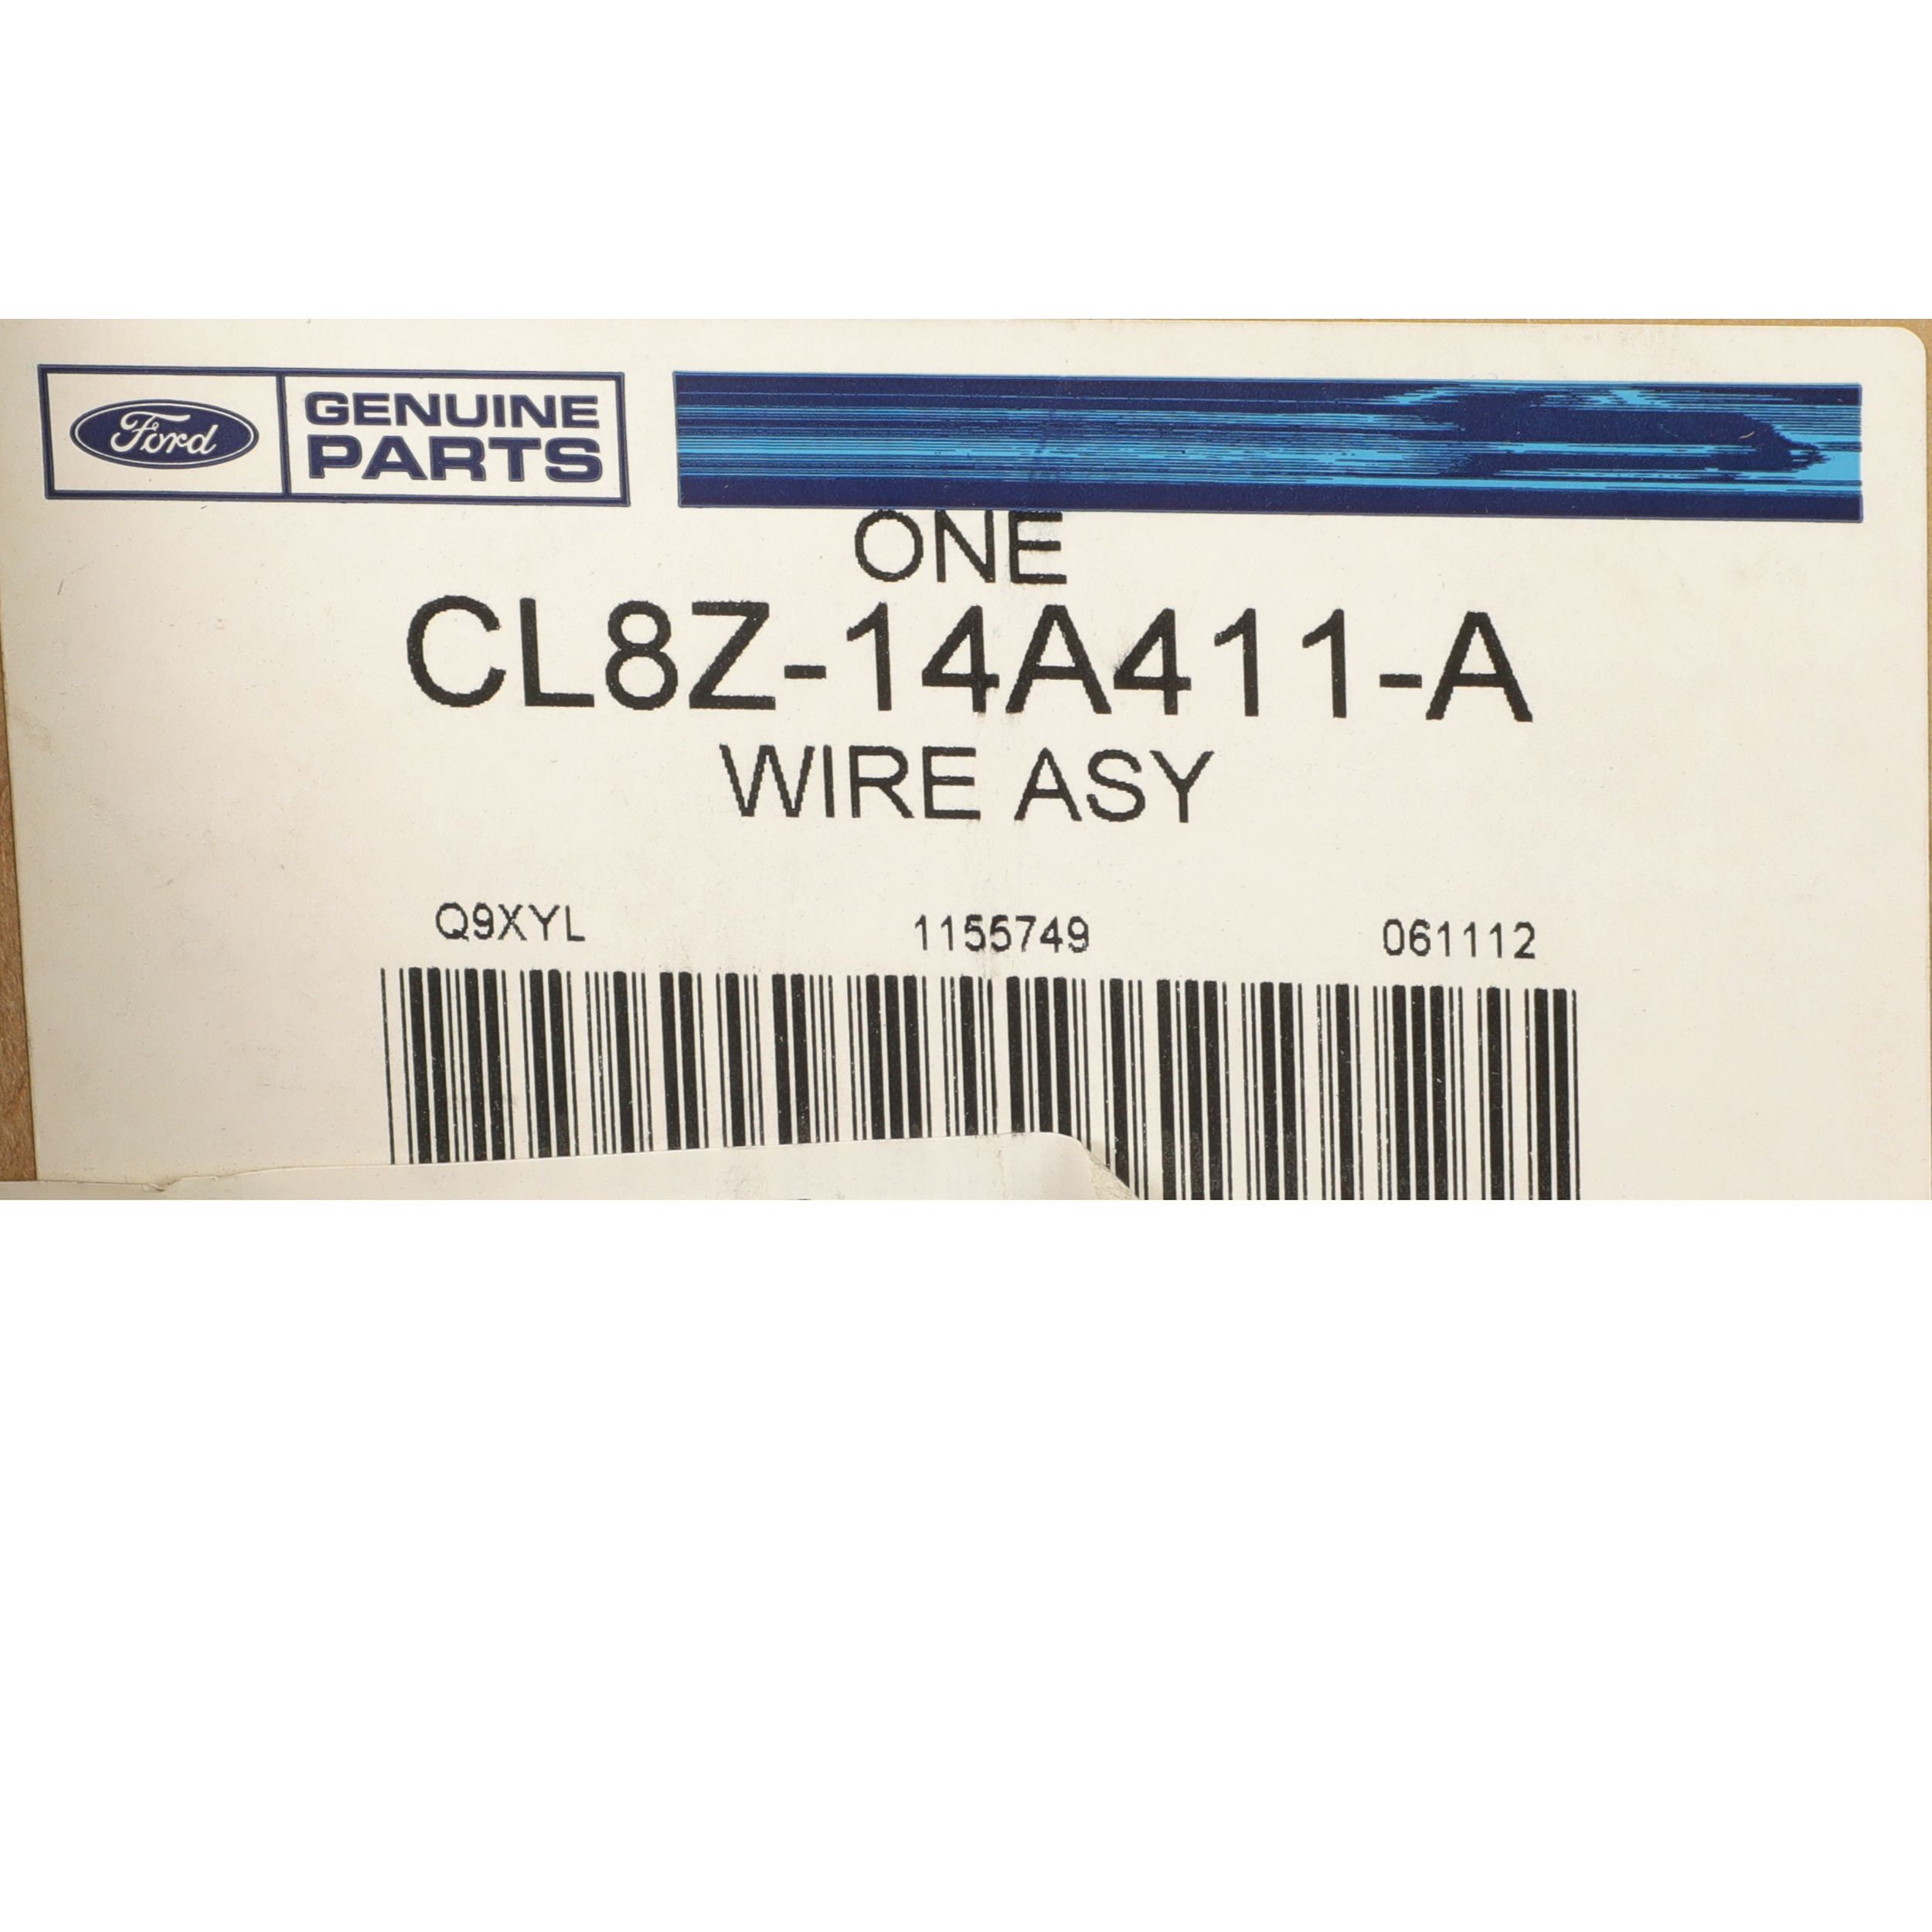 Ford
GENUINE
PARTS
ONE
CL8Z-14A411-A
WIRE ASY
Q9XYL 1155749 061112